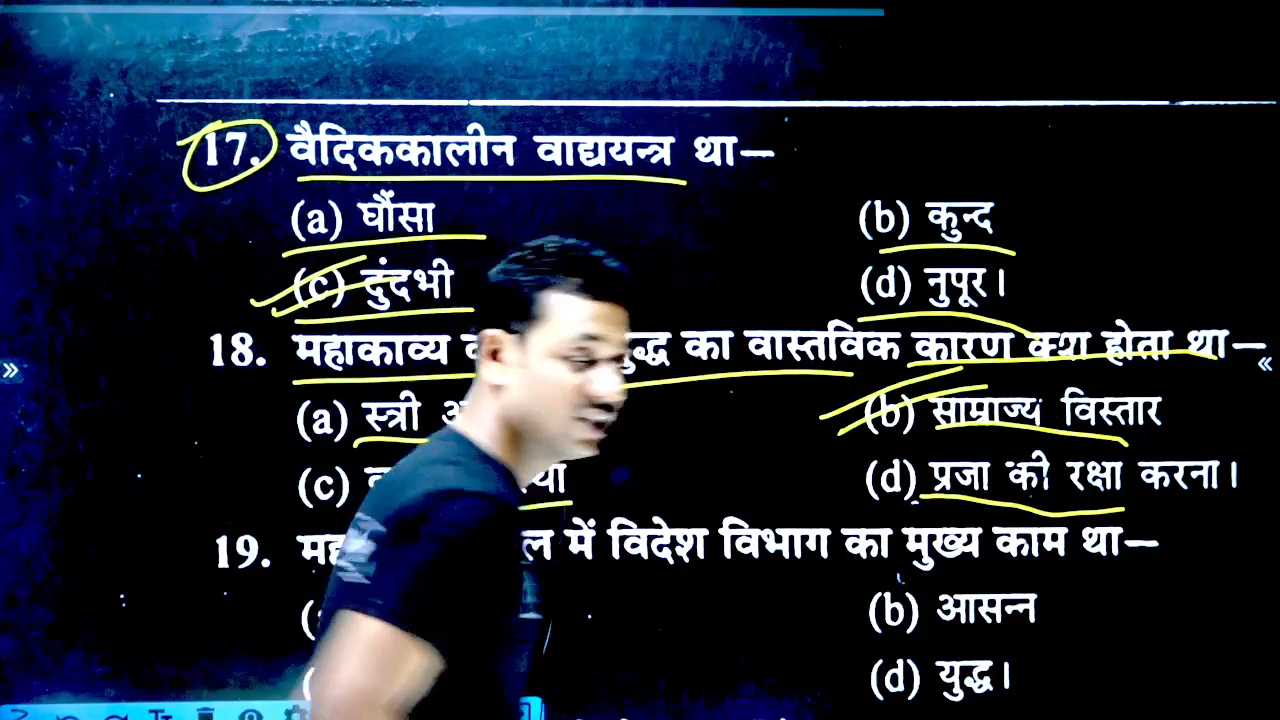 17. वैदिककालीन वाद्ययन्त्र था—
(a) घौंसा (b) कुन्द
(c) दुंदभी (d) नुपूर।
18. महाकाव्य युद्ध का वास्तविक कारण क्या होता था—
(a) स्त्री (b) साम्राज्य विस्तार
(c) (d) प्रजा की रक्षा करना।
19. में विदेश विभाग का मुख्य काम था—
(b) आसन्न
(d) युद्ध।